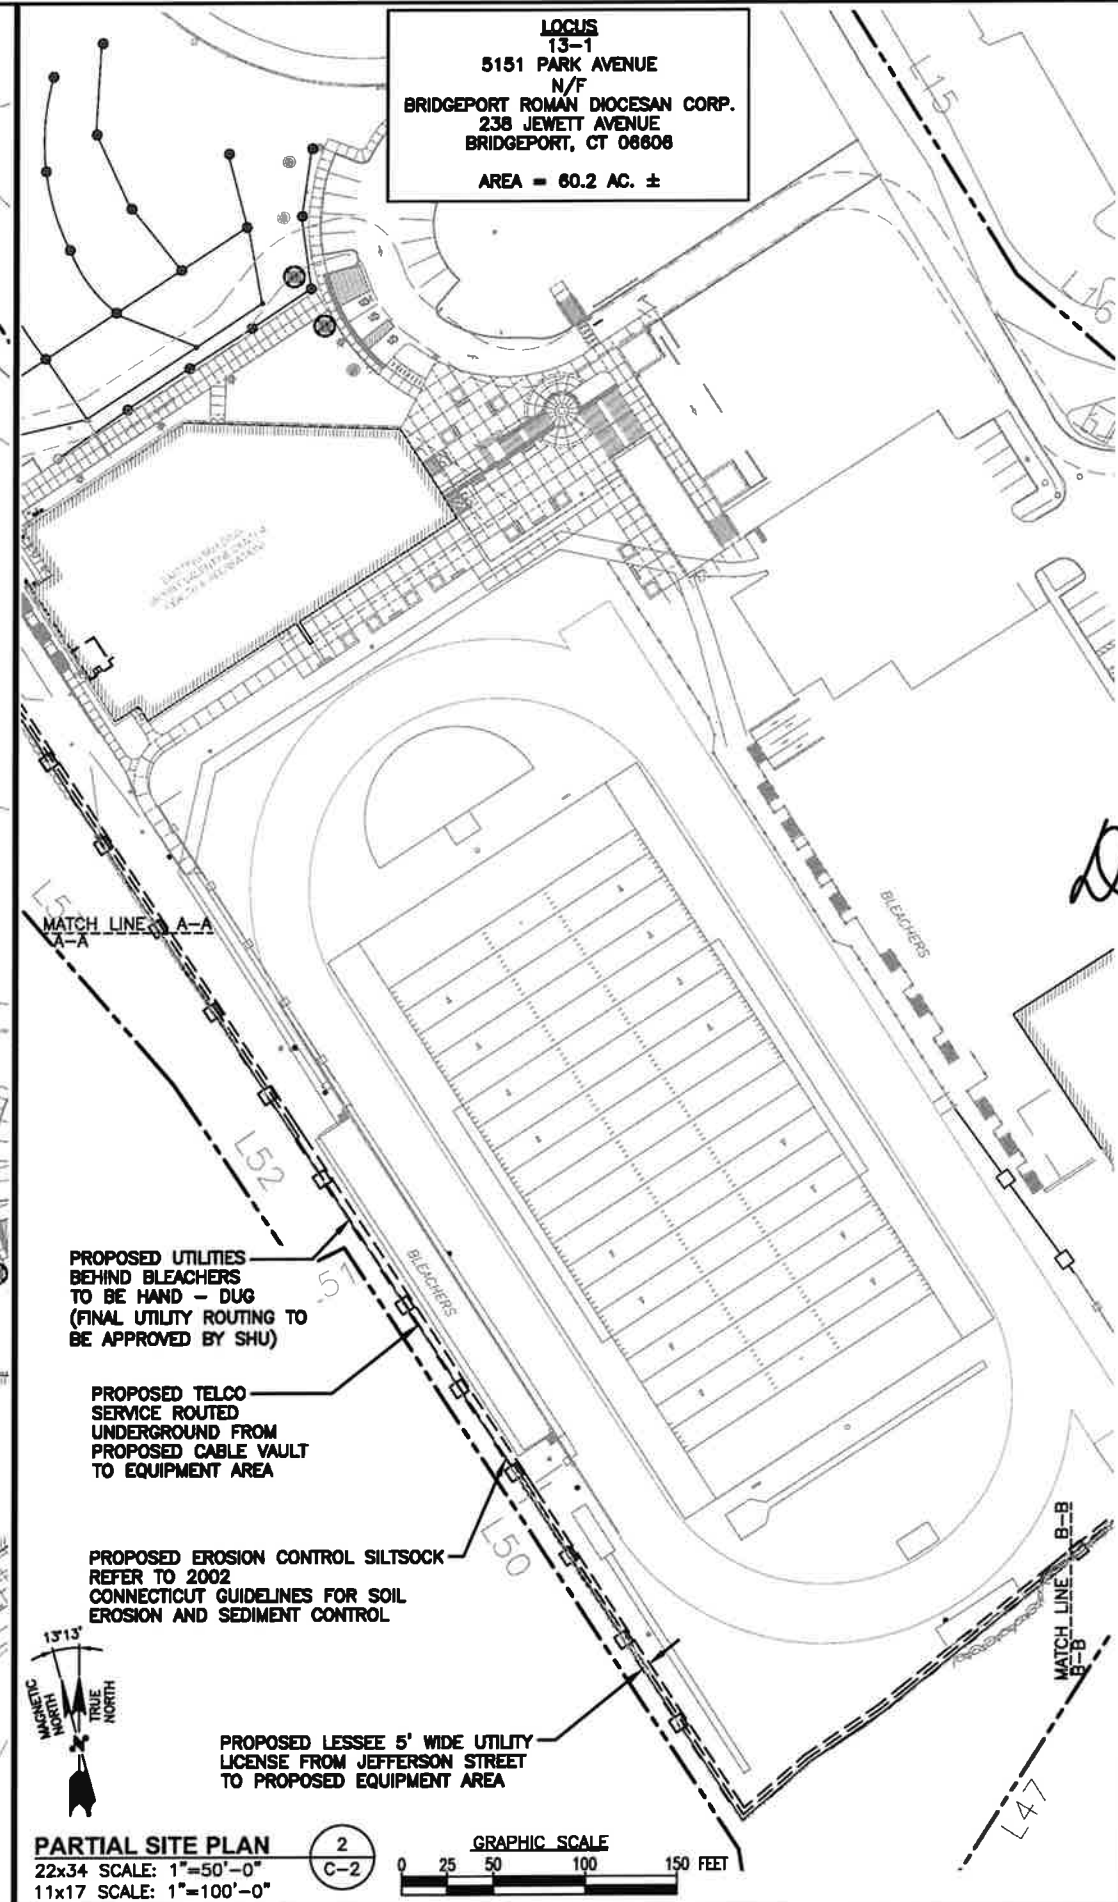 LOCUS
13-1
5151 PARK AVENUE
N/F
BRIDGEPORT ROMAN DIOCESAN CORP.
238 JEWETT AVENUE
BRIDGEPORT, CT 06606
AREA = 60.2 AC. ±
L15
BLEACHERS
MATCH LINE A-A
A-A
L52
PROPOSED UTILITIES
BEHIND BLEACHERS
TO BE HAND - DUG
(FINAL UTILITY ROUTING TO
BE APPROVED BY SHU)
BLEACHERS
PROPOSED TELCO
SERVICE ROUTED
UNDERGROUND FROM
PROPOSED CABLE VAULT
TO EQUIPMENT AREA
L50
PROPOSED EROSION CONTROL SILTSOCK
REFER TO 2002
CONNECTICUT GUIDELINES FOR SOIL
EROSION AND SEDIMENT CONTROL
MATCH LINE B-B
B-B
13°13'
MAGNETIC
NORTH
TRUE
NORTH
N
PROPOSED LESSEE 5' WIDE UTILITY
LICENSE FROM JEFFERSON STREET
TO PROPOSED EQUIPMENT AREA
L47
PARTIAL SITE PLAN
22x34 SCALE: 1"=50'-0"
11x17 SCALE: 1"=100'-0"
2
C-2
GRAPHIC SCALE
0 25 50 100 150 FEET